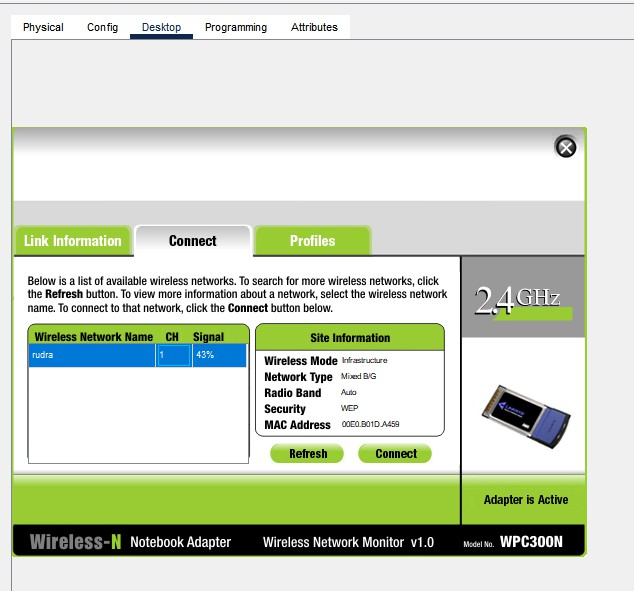 Physical Config Desktop Programming Attributes
Link Information Connect Profiles
Below is a list of available wireless networks. To search for more wireless networks, click
the Refresh button. To view more information about a network, select the wireless network
name. To connect to that network, click the Connect button below.
2.4GHz
Wireless Network Name CH Signal
rudra 1 43%
Site Information
Wireless Mode Infrastructure
Network Type Mixed B/G
Radio Band Auto
Security WEP
MAC Address 00E0.B01D.A459
Refresh Connect
Adapter is Active
Wireless-N Notebook Adapter Wireless Network Monitor v1.0 Model No. WPC300N